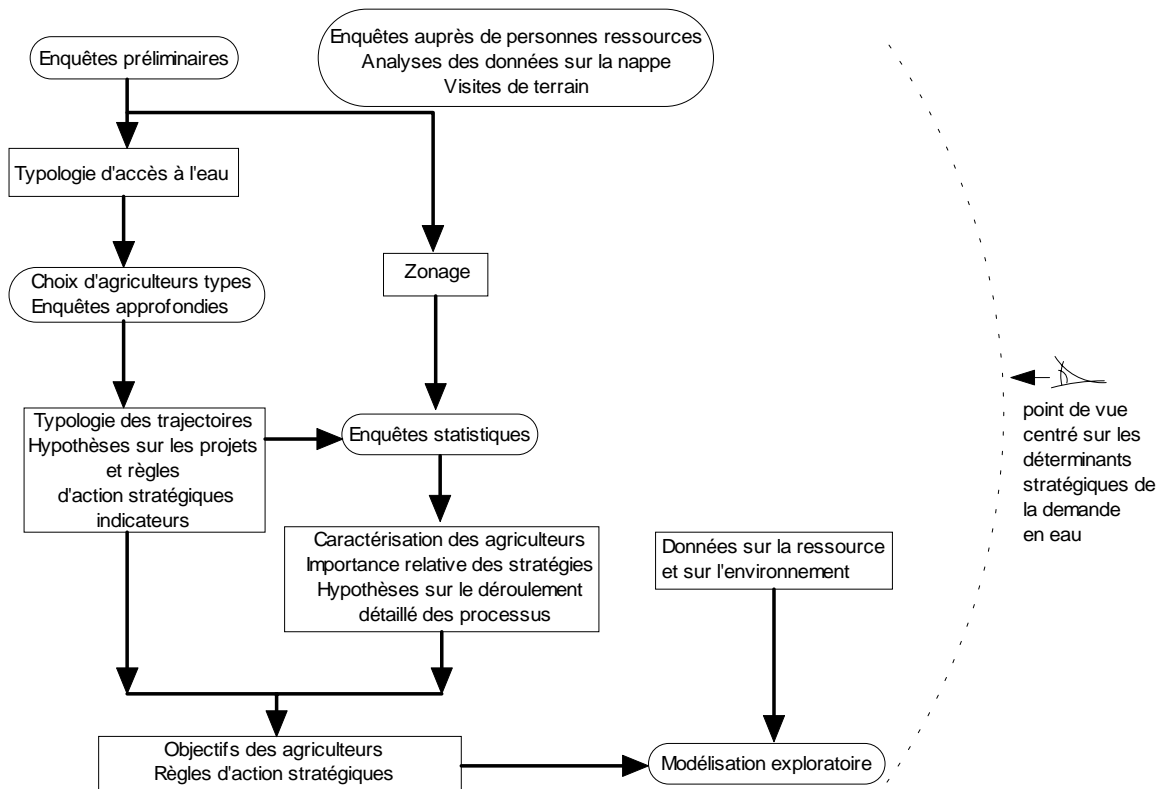 Enquêtes préliminaires
Enquêtes auprès de personnes ressources
Analyses des données sur la nappe
Visites de terrain
Typologie d'accès à l'eau
Zonage
Choix d'agriculteurs types
Enquêtes approfondies
Typologie des trajectoires
Hypothèses sur les projets
et règles
d'action stratégiques
indicateurs
Enquêtes statistiques
point de vue
centré sur les
déterminants
stratégiques de
la demande
en eau
Caractérisation des agriculteurs
Importance relative des stratégies
Hypothèses sur le déroulement
détaillé des processus
Données sur la ressource
et sur l'environnement
Objectifs des agriculteurs
Règles d'action stratégiques
Modélisation exploratoire